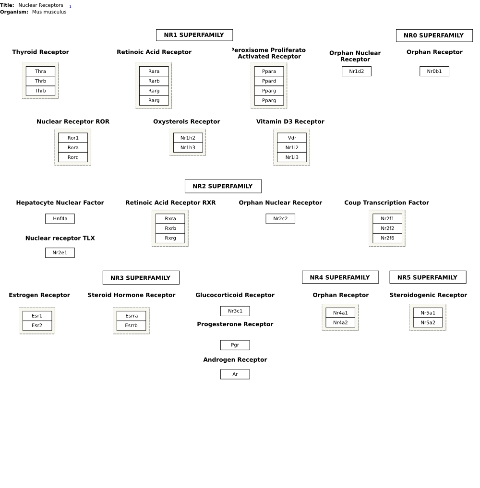 Title: Nuclear Receptors
Organism: Mus musculus
NR1 SUPERFAMILY
NR0 SUPERFAMILY
Thyroid Receptor
Retinoic Acid Receptor
Peroxisome Proliferato
Activated Receptor
Orphan Nuclear
Receptor
Orphan Receptor
Thra
Thrb
Thrb
Rara
Rarb
Rarg
Rarg
Ppara
Ppard
Pparg
Pparg
Nr1d2
Nr0b1
Nuclear Receptor ROR
Oxysterols Receptor
Vitamin D3 Receptor
Ror1
Rora
Rorc
Nr1h2
Nr1h3
Vdr
Nr1i2
Nr1i3
NR2 SUPERFAMILY
Hepatocyte Nuclear Factor
Retinoic Acid Receptor RXR
Orphan Nuclear Receptor
Coup Transcription Factor
Hnf4a
Rxra
Rxrb
Rxrg
Nr2c2
Nr2f1
Nr2f2
Nr2f6
Nuclear receptor TLX
Nr2e1
NR3 SUPERFAMILY
NR4 SUPERFAMILY
NR5 SUPERFAMILY
Estrogen Receptor
Steroid Hormone Receptor
Glucocorticoid Receptor
Orphan Receptor
Steroidogenic Receptor
Esr1
Esr2
Esrra
Esrrb
Nr3c1
Nr4a1
Nr4a2
Nr5a1
Nr5a2
Progesterone Receptor
Pgr
Androgen Receptor
Ar